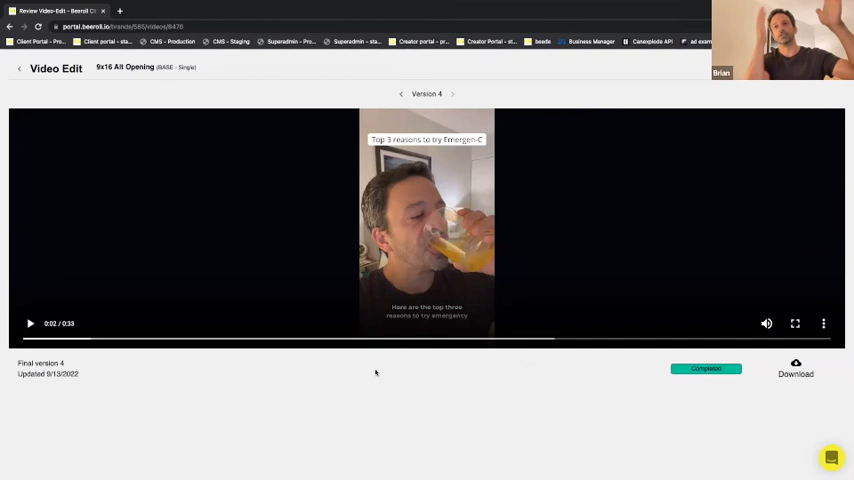 Review Video-Edit - Beeroll Cl
portal.beeroll.io/brands/585/videos/8476
Client Portal - Pro...
Client portal - sta...
CMS - Production
CMS - Staging
Superadmin - Pro...
Superadmin - sta...
Creator portal - pr...
Creator Portal - st...
beede
Business Manager
Canexplode API
ad exam
Brian
Video Edit
9x16 Alt Opening (BASE - Single)
Version 4
Top 3 reasons to try Emergen-C
Here are the top three
reasons to try emergency
0:02 / 0:33
Final version 4
Updated 9/13/2022
Completed
Download